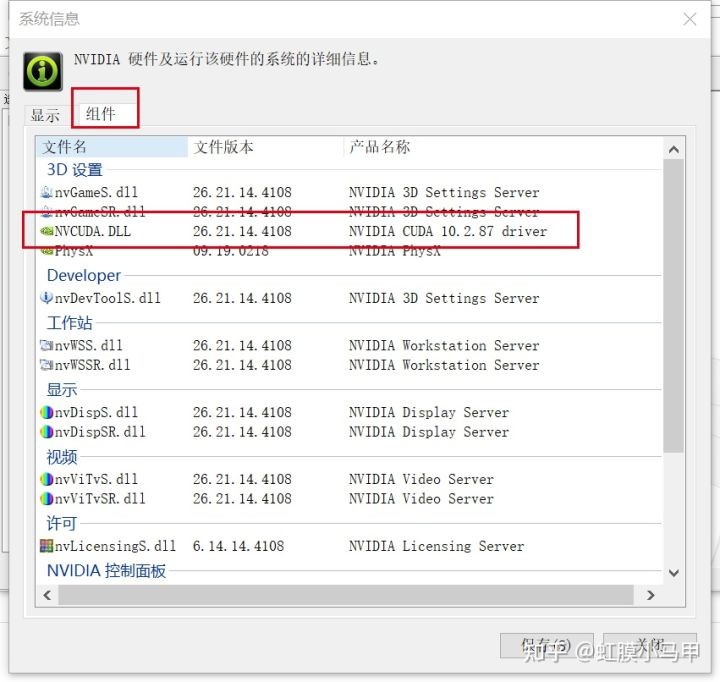 系统信息
NVIDIA 硬件及运行该硬件的系统的详细信息。
显示 组件
文件名 文件版本 产品名称
3D 设置
nvGameS.dll 26.21.14.4108 NVIDIA 3D Settings Server
nvGameSR.dll 26.21.14.4108 NVIDIA 3D Settings Server
NVCUDA.DLL 26.21.14.4108 NVIDIA CUDA 10.2.87 driver
PhysX 09.19.0218 NVIDIA PhysX
Developer
nvDevToolS.dll 26.21.14.4108 NVIDIA 3D Settings Server
工作站
nvWSS.dll 26.21.14.4108 NVIDIA Workstation Server
nvWSSR.dll 26.21.14.4108 NVIDIA Workstation Server
显示
nvDispS.dll 26.21.14.4108 NVIDIA Display Server
nvDispSR.dll 26.21.14.4108 NVIDIA Display Server
视频
nvViTvS.dll 26.21.14.4108 NVIDIA Video Server
nvViTvSR.dll 26.21.14.4108 NVIDIA Video Server
许可
nvLicensingS.dll 6.14.14.4108 NVIDIA Licensing Server
NVIDIA 控制面板
保存(S) 关闭
知乎 @虹膜小马甲